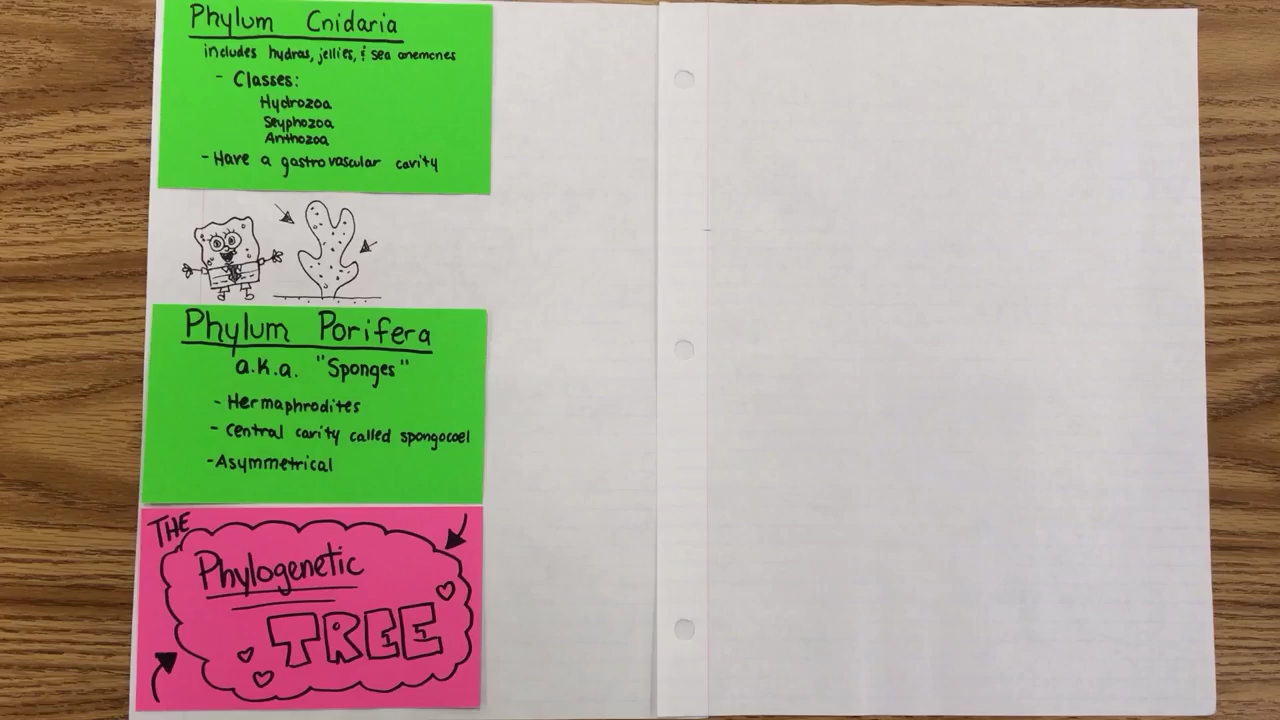 Phylum Cnidaria
includes hydras, jellies, & sea anemones
- Classes:
Hydrozoa
Scyphozoa
Anthozoa
- Have a gastrovascular cavity
Phylum Porifera
a.k.a. "Sponges"
- Hermaphrodites
- Central cavity called spongocoel
- Asymmetrical
THE
Phylogenetic
TREE